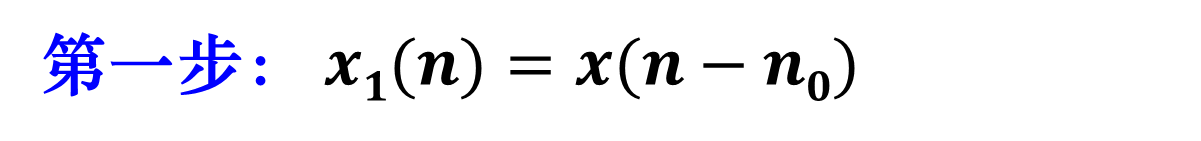 第一步： x₁(n) = x(n − n₀)